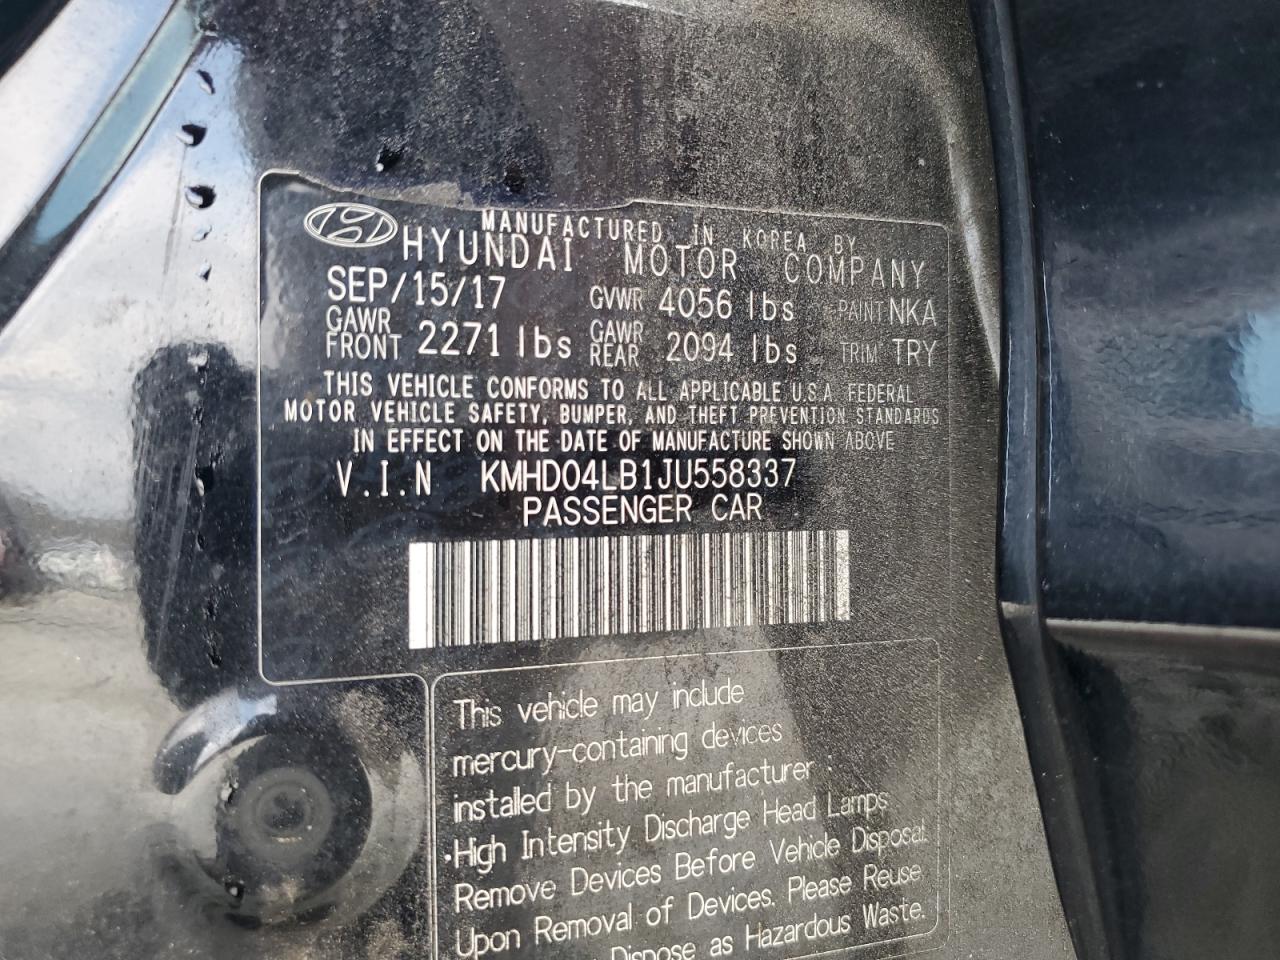 MANUFACTURED IN KOREA BY
HYUNDAI MOTOR COMPANY
SEP/15/17 GVWR 4056 lbs PAINT NKA
GAWR FRONT 2271 lbs GAWR REAR 2094 lbs TRIM TRY
THIS VEHICLE CONFORMS TO ALL APPLICABLE U.S.A FEDERAL
MOTOR VEHICLE SAFETY, BUMPER, AND THEFT PREVENTION STANDARDS
IN EFFECT ON THE DATE OF MANUFACTURE SHOWN ABOVE
V.I.N KMHD04LB1JU558337
PASSENGER CAR
This vehicle may include
mercury-containing devices
installed by the manufacturer :
·High Intensity Discharge Head Lamps
Remove Devices Before Vehicle Disposal.
Upon Removal of Devices. Please Reuse.
Dispose as Hazardous Waste.